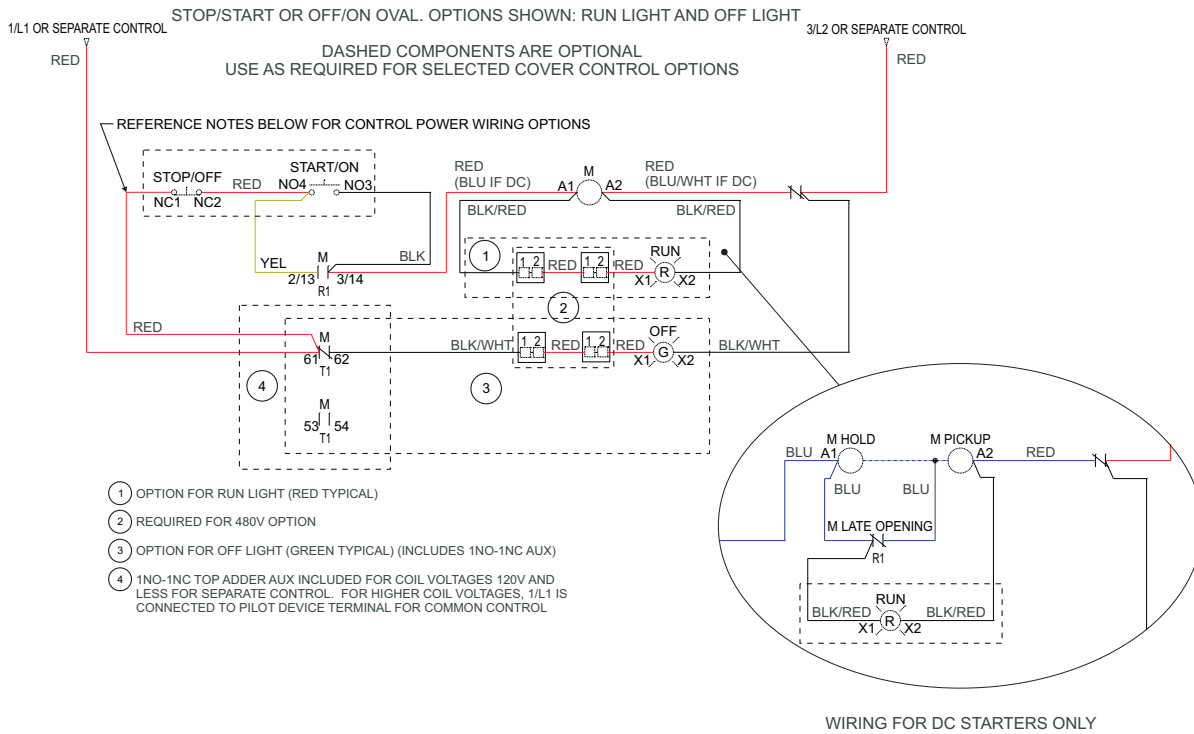 STOP/START OR OFF/ON OVAL. OPTIONS SHOWN: RUN LIGHT AND OFF LIGHT
1/L1 OR SEPARATE CONTROL
3/L2 OR SEPARATE CONTROL
RED
DASHED COMPONENTS ARE OPTIONAL
USE AS REQUIRED FOR SELECTED COVER CONTROL OPTIONS
RED
REFERENCE NOTES BELOW FOR CONTROL POWER WIRING OPTIONS
STOP/OFF
START/ON
NC1 NC2
RED
NO4
NO3
RED
(BLU IF DC)
M
A1
A2
RED
(BLU/WHT IF DC)
BLK/RED
BLK/RED
YEL
M
2/13
3/14
R1
BLK
1
1 2
RED
1 2
RED
RUN
X1
R
X2
2
RED
M
61
62
T1
BLK/WHT
1 2
RED
1 2
RED
OFF
X1
G
X2
BLK/WHT
4
3
M
53
54
T1
1 OPTION FOR RUN LIGHT (RED TYPICAL)
2 REQUIRED FOR 480V OPTION
3 OPTION FOR OFF LIGHT (GREEN TYPICAL) (INCLUDES 1NO-1NC AUX)
4 1NO-1NC TOP ADDER AUX INCLUDED FOR COIL VOLTAGES 120V AND
LESS FOR SEPARATE CONTROL. FOR HIGHER COIL VOLTAGES, 1/L1 IS
CONNECTED TO PILOT DEVICE TERMINAL FOR COMMON CONTROL
M HOLD
M PICKUP
BLU
A1
A2
RED
BLU
BLU
M LATE OPENING
R1
RUN
BLK/RED
BLK/RED
X1
R
X2
WIRING FOR DC STARTERS ONLY